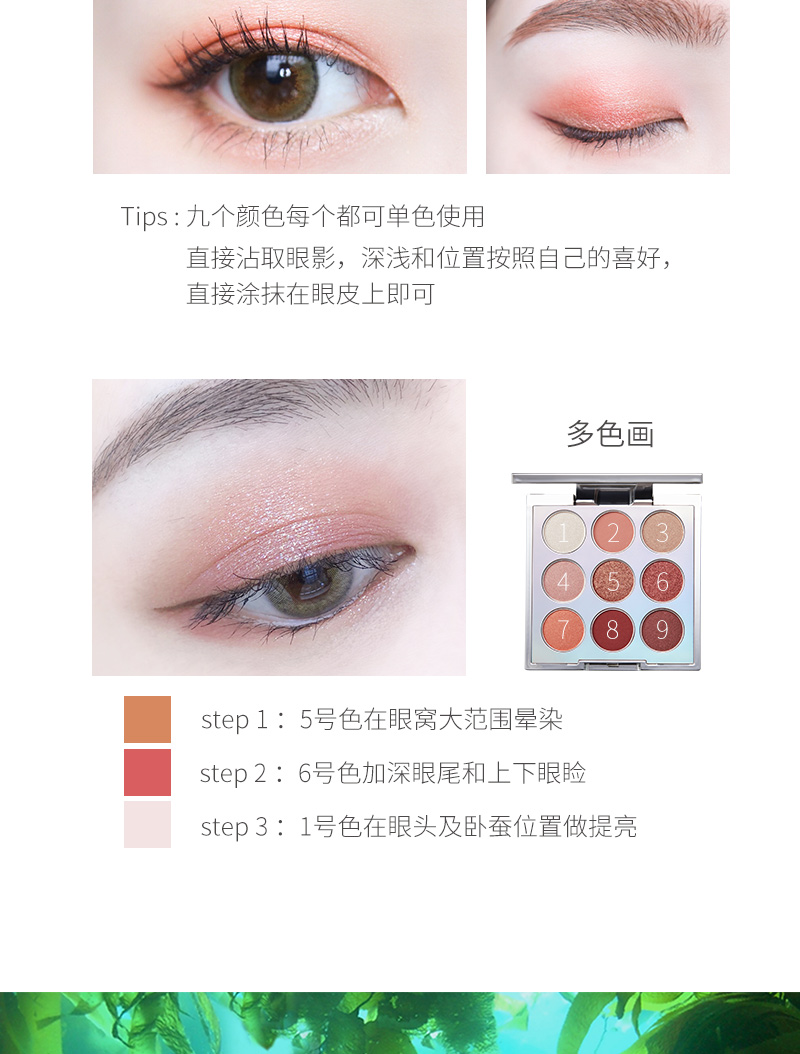 Tips : 九个颜色每个都可单色使用
直接沾取眼影，深浅和位置按照自己的喜好，
直接涂抹在眼皮上即可
多色画
1 2 3
4 5 6
7 8 9
step 1： 5号色在眼窝大范围晕染
step 2： 6号色加深眼尾和上下眼睑
step 3： 1号色在眼头及卧蚕位置做提亮